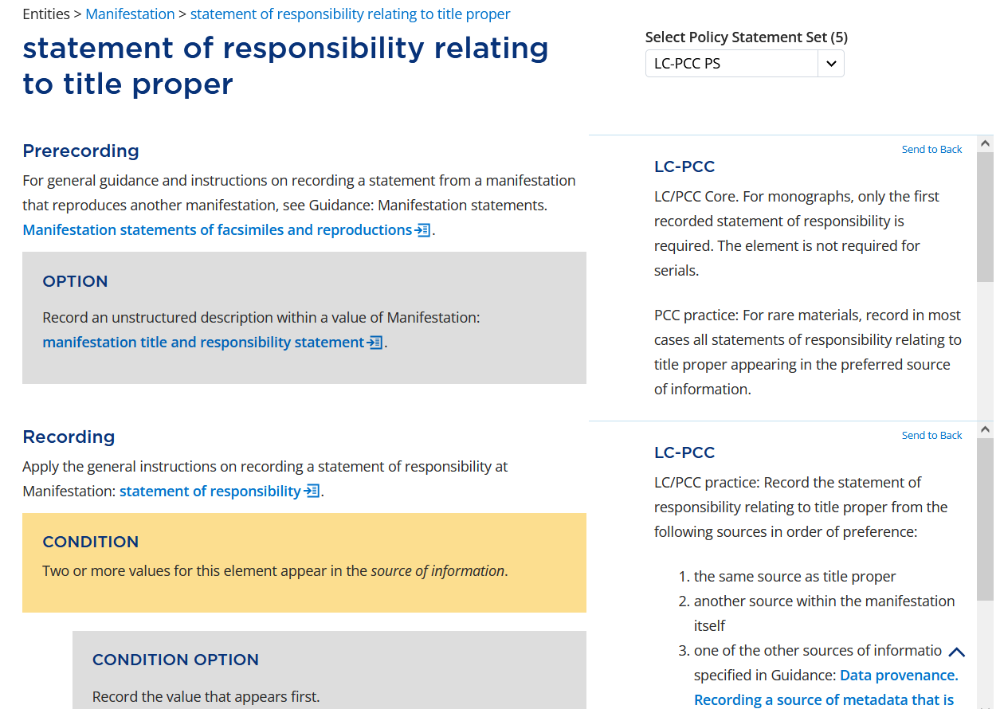 Entities > Manifestation > statement of responsibility relating to title proper
statement of responsibility relating
to title proper
Select Policy Statement Set (5)
LC-PCC PS
Prerecording
For general guidance and instructions on recording a statement from a manifestation
that reproduces another manifestation, see Guidance: Manifestation statements.
Manifestation statements of facsimiles and reproductions.
OPTION
Record an unstructured description within a value of Manifestation:
manifestation title and responsibility statement.
Send to Back
LC-PCC
LC/PCC Core. For monographs, only the first
recorded statement of responsibility is
required. The element is not required for
serials.
PCC practice: For rare materials, record in most
cases all statements of responsibility relating to
title proper appearing in the preferred source
of information.
Recording
Apply the general instructions on recording a statement of responsibility at
Manifestation: statement of responsibility.
CONDITION
Two or more values for this element appear in the source of information.
CONDITION OPTION
Record the value that appears first.
Send to Back
LC-PCC
LC/PCC practice: Record the statement of
responsibility relating to title proper from the
following sources in order of preference:
1. the same source as title proper
2. another source within the manifestation
itself
3. one of the other sources of informatio
specified in Guidance: Data provenance.
Recording a source of metadata that is